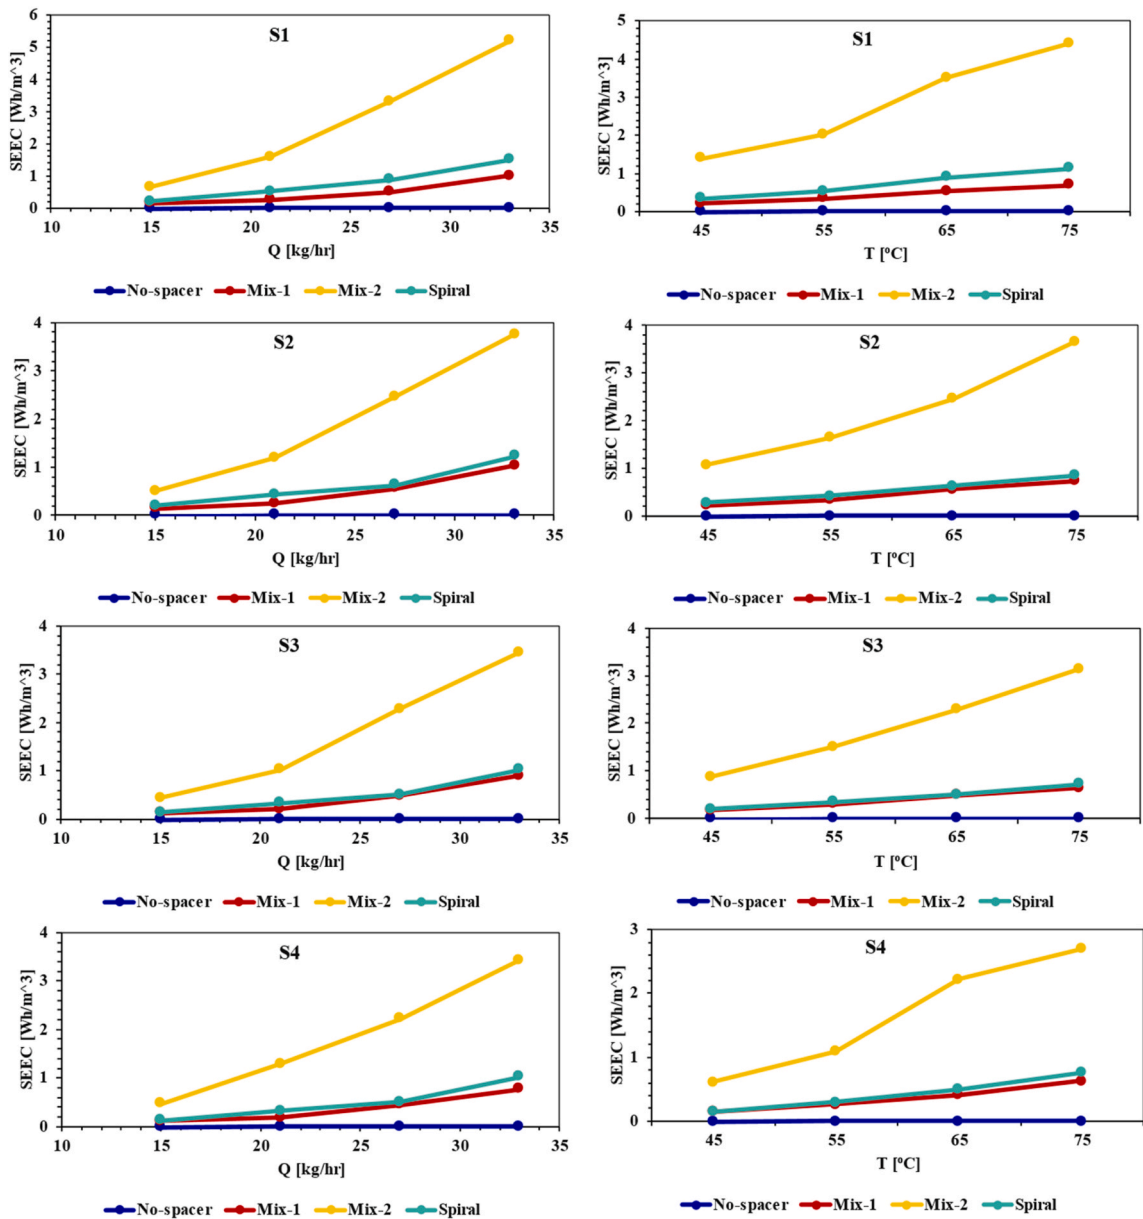 S1
SEEC [Wh/m^3]
6
5
4
3
2
1
0
10 15 20 25 30 35
Q [kg/hr]
No-spacer Mix-1 Mix-2 Spiral
S1
SEEC [Wh/m^3]
5
4
3
2
1
0
45 55 65 75
T [ºC]
No-spacer Mix-1 Mix-2 Spiral
S2
SEEC [Wh/m^3]
4
3
2
1
0
10 15 20 25 30 35
Q [kg/hr]
No-spacer Mix-1 Mix-2 Spiral
S2
SEEC [Wh/m^3]
4
3
2
1
0
45 55 65 75
T [ºC]
No-spacer Mix-1 Mix-2 Spiral
S3
SEEC [Wh/m^3]
4
3
2
1
0
10 15 20 25 30 35
Q [kg/hr]
No-spacer Mix-1 Mix-2 Spiral
S3
SEEC [Wh/m^3]
4
3
2
1
0
45 55 65 75
T [ºC]
No-spacer Mix-1 Mix-2 Spiral
S4
SEEC [Wh/m^3]
4
3
2
1
0
10 15 20 25 30 35
Q [kg/hr]
No-spacer Mix-1 Mix-2 Spiral
S4
SEEC [Wh/m^3]
3
2
1
0
45 55 65 75
T [ºC]
No-spacer Mix-1 Mix-2 Spiral